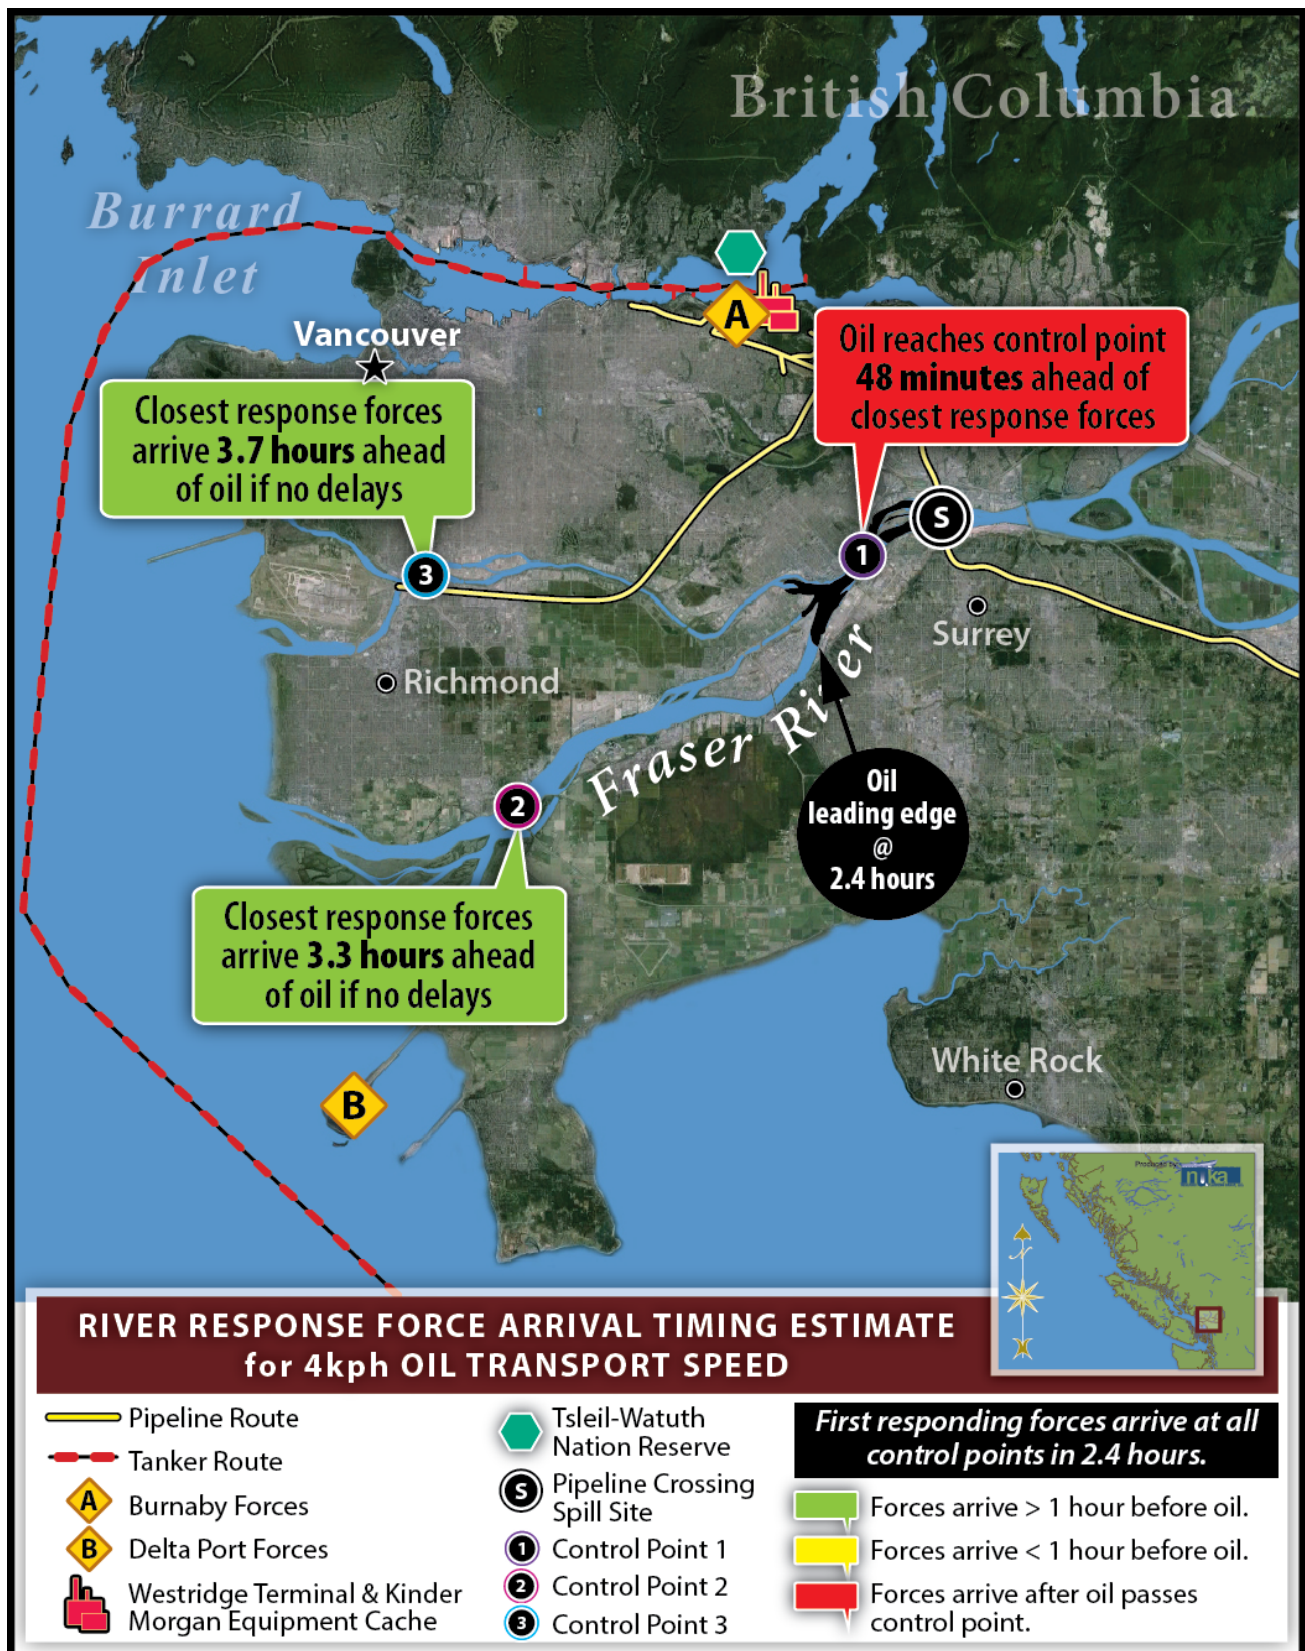 British Columbia
Burrard
Inlet
A
Vancouver
Oil reaches control point
48 minutes ahead of
closest response forces
Closest response forces
arrive 3.7 hours ahead
of oil if no delays
S
1
3
Surrey
Richmond
Fraser River
Oil
leading edge
@
2.4 hours
2
Closest response forces
arrive 3.3 hours ahead
of oil if no delays
White Rock
B
Produced by
nuka
N
RIVER RESPONSE FORCE ARRIVAL TIMING ESTIMATE
for 4kph OIL TRANSPORT SPEED
Pipeline Route
Tanker Route
A Burnaby Forces
B Delta Port Forces
Westridge Terminal & Kinder
Morgan Equipment Cache
Tsleil-Watuth
Nation Reserve
S Pipeline Crossing
Spill Site
1 Control Point 1
2 Control Point 2
3 Control Point 3
First responding forces arrive at all
control points in 2.4 hours.
Forces arrive > 1 hour before oil.
Forces arrive < 1 hour before oil.
Forces arrive after oil passes
control point.